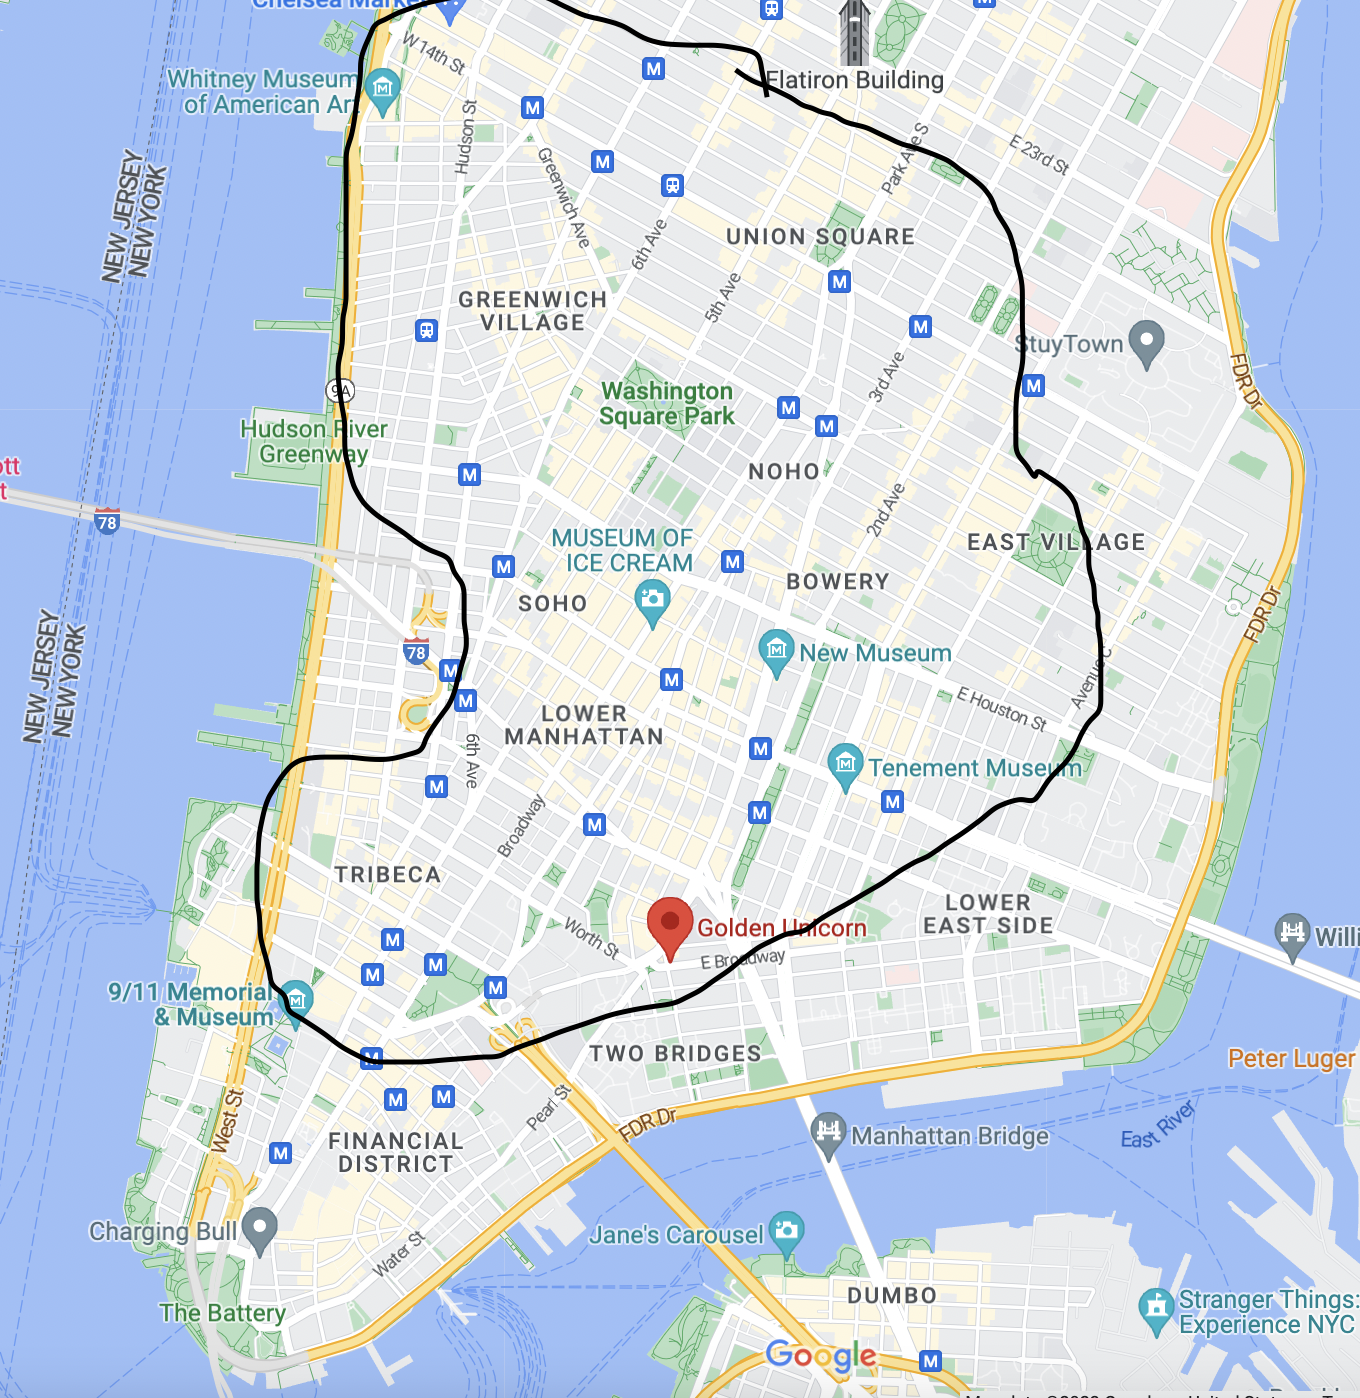 Chelsea Market
W 14th St
Whitney Museum
of American Art
Flatiron Building
Hudson St
Greenwich Ave
Park Ave S
E 23rd St
NEW JERSEY
NEW YORK
6th Ave
UNION SQUARE
5th Ave
GREENWICH
VILLAGE
StuyTown
FDR Dr
3rd Ave
9A
Washington
Square Park
Hudson River
Greenway
ott
t
78
NOHO
2nd Ave
MUSEUM OF
ICE CREAM
EAST VILLAGE
BOWERY
SOHO
FDR Dr
78
New Museum
Avenue C
E Houston St
NEW JERSEY
NEW YORK
LOWER
MANHATTAN
6th Ave
Tenement Museum
Broadway
TRIBECA
LOWER
EAST SIDE
Worth St
Golden Unicorn
E Broadway
Willi
9/11 Memorial
& Museum
TWO BRIDGES
Peter Luger
West St
Pearl St
FDR Dr
East River
Manhattan Bridge
FINANCIAL
DISTRICT
Charging Bull
Water St
Jane's Carousel
The Battery
DUMBO
Stranger Things:
Experience NYC
Google
M